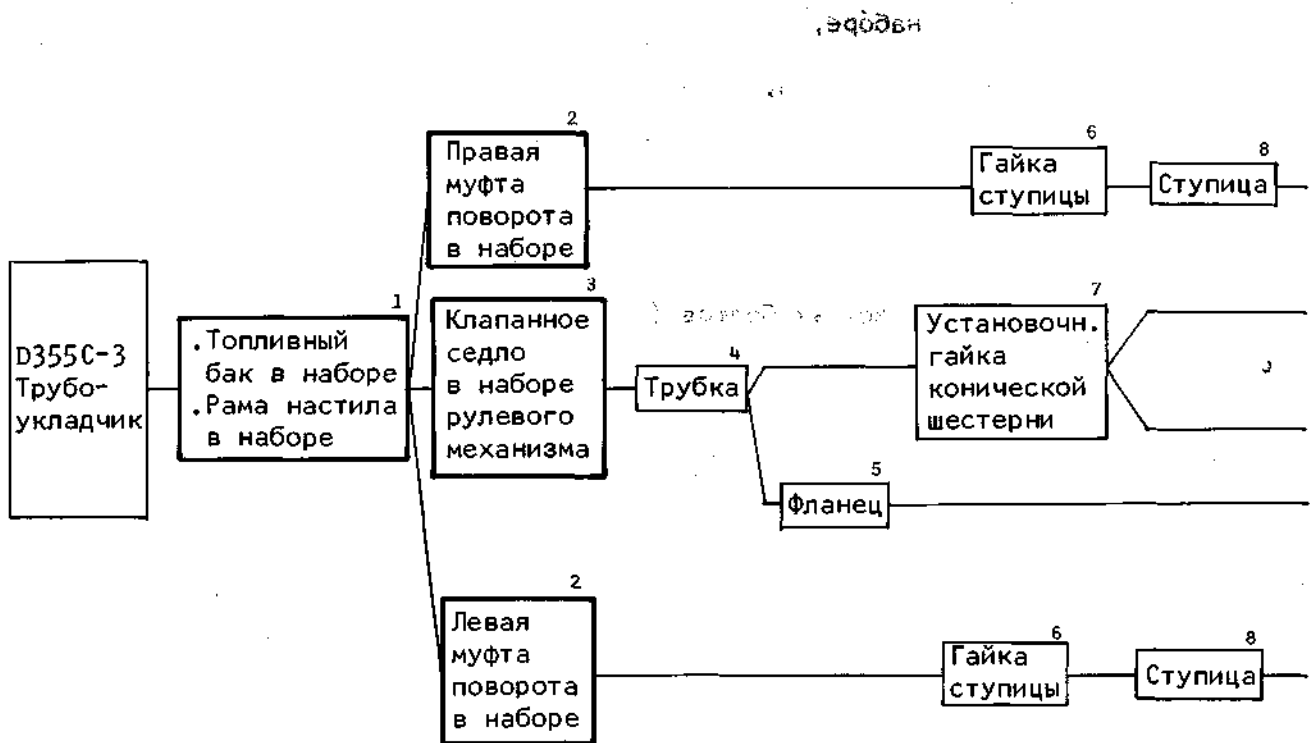 наборе,
2
Правая
муфта
поворота
в наборе
6
Гайка
ступицы
8
Ступица
D355C-3
Трубо-
укладчик
1
.Топливный
бак в наборе
.Рама настила
в наборе
3
Клапанное
седло
в наборе
рулевого
механизма
4
Трубка
7
Установочн.
гайка
конической
шестерни
5
Фланец
2
Левая
муфта
поворота
в наборе
6
Гайка
ступицы
8
Ступица